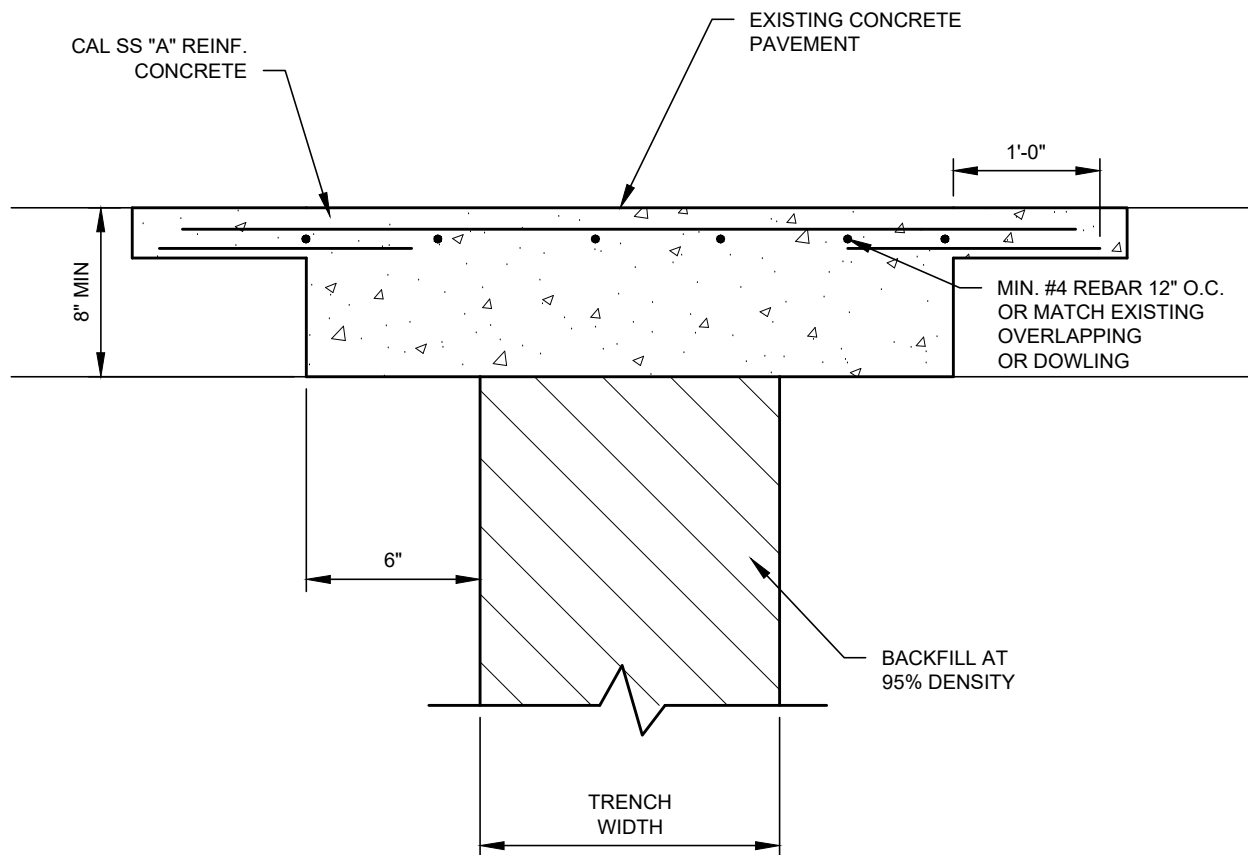 CAL SS "A" REINF.
CONCRETE
EXISTING CONCRETE
PAVEMENT
1'-0"
8" MIN
MIN. #4 REBAR 12" O.C.
OR MATCH EXISTING
OVERLAPPING
OR DOWLING
6"
BACKFILL AT
95% DENSITY
TRENCH
WIDTH